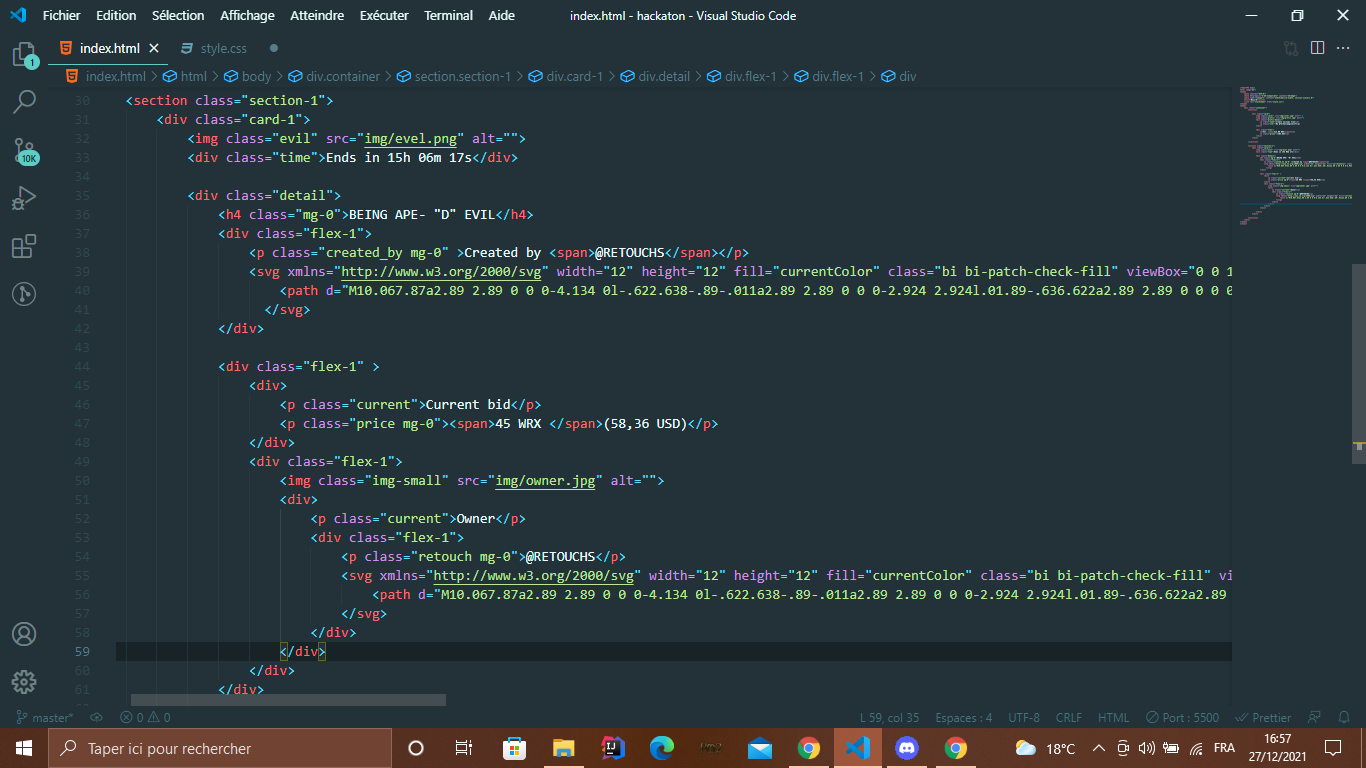 Fichier Edition Sélection Affichage Atteindre Exécuter Terminal Aide index.html - hackaton - Visual Studio Code
index.html style.css
index.html > html > body > div.container > section.section-1 > div.card-1 > div.detail > div.flex-1 > div.flex-1 > div
30 <section class="section-1">
31 <div class="card-1">
32 <img class="evil" src="img/evel.png" alt="">
33 <div class="time">Ends in 15h 06m 17s</div>
34
35 <div class="detail">
36 <h4 class="mg-0">BEING APE- "D" EVIL</h4>
37 <div class="flex-1">
38 <p class="created_by mg-0" >Created by <span>@RETOUCHS</span></p>
39 <svg xmlns="http://www.w3.org/2000/svg" width="12" height="12" fill="currentColor" class="bi bi-patch-check-fill" viewBox="0 0 1
40 <path d="M10.067.87a2.89 2.89 0 0 0-4.134 0l-.622.638-.89-.011a2.89 2.89 0 0 0-2.924 2.924l.01.89-.636.622a2.89 2.89 0 0 0 0
41 </svg>
42 </div>
43
44 <div class="flex-1" >
45 <div>
46 <p class="current">Current bid</p>
47 <p class="price mg-0"><span>45 WRX </span>(58,36 USD)</p>
48 </div>
49 <div class="flex-1">
50 <img class="img-small" src="img/owner.jpg" alt="">
51 <div>
52 <p class="current">Owner</p>
53 <div class="flex-1">
54 <p class="retouch mg-0">@RETOUCHS</p>
55 <svg xmlns="http://www.w3.org/2000/svg" width="12" height="12" fill="currentColor" class="bi bi-patch-check-fill" vi
56 <path d="M10.067.87a2.89 2.89 0 0 0-4.134 0l-.622.638-.89-.011a2.89 2.89 0 0 0-2.924 2.924l.01.89-.636.622a2.89
57 </svg>
58 </div>
59 </div>
60 </div>
61 </div>
1
10K
master* 0 0 L 59, col 35 Espaces : 4 UTF-8 CRLF HTML Port : 5500 Prettier
Taper ici pour rechercher 18°C FRA 16:57
27/12/2021